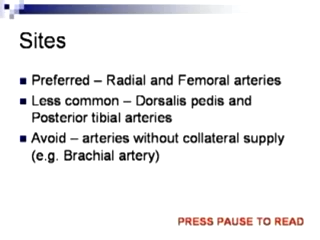 Sites
Preferred – Radial and Femoral arteries
Less common – Dorsalis pedis and
Posterior tibial arteries
Avoid – arteries without collateral supply
(e.g. Brachial artery)
PRESS PAUSE TO READ